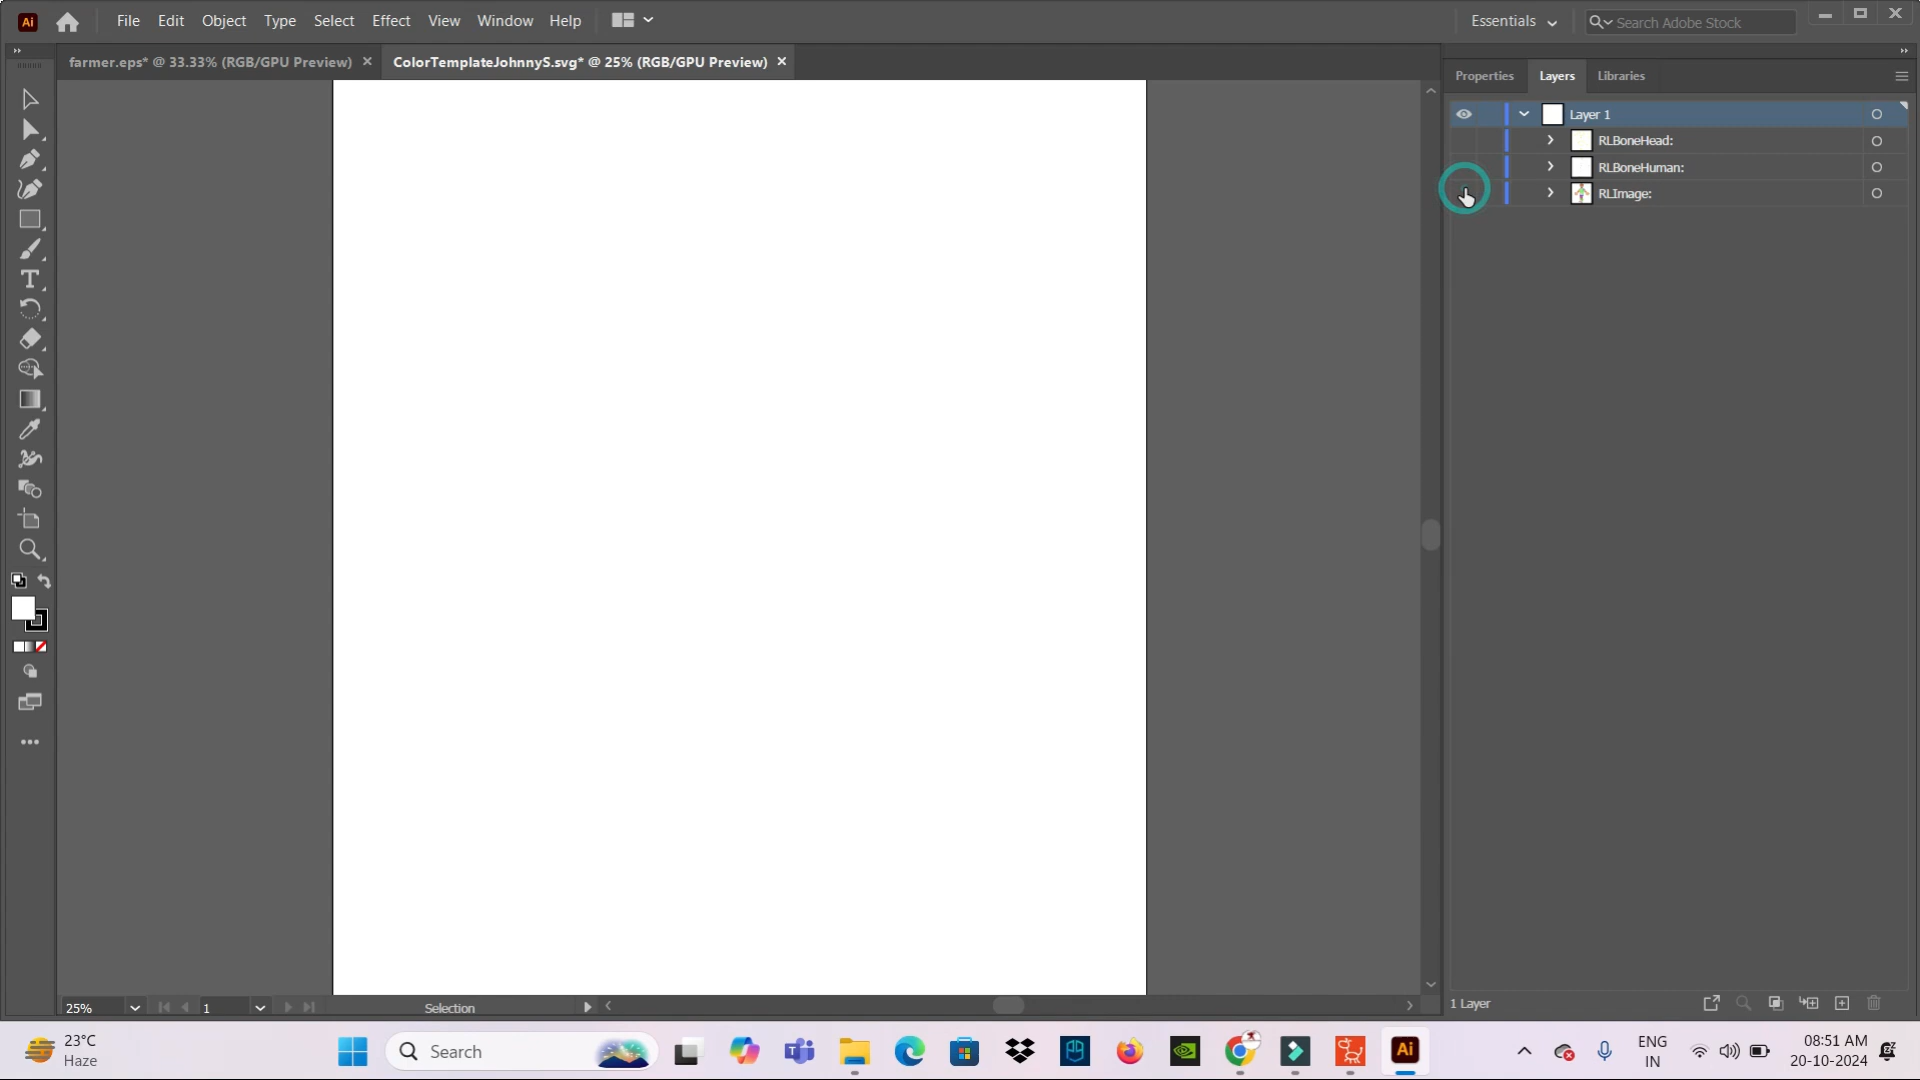 Ai File Edit Object Type Select Effect View Window Help Essentials Search Adobe Stock
farmer.eps* @ 33.33% (RGB/GPU Preview) × ColorTemplateJohnnyS.svg* @ 25% (RGB/GPU Preview) ×
Properties Layers Libraries
Layer 1
RLBoneHead:
RLBoneHuman:
RLImage:
25% 1 Selection
1 Layer
23°C
Haze
Search
Ai
ENG
IN
08:51 AM
20-10-2024